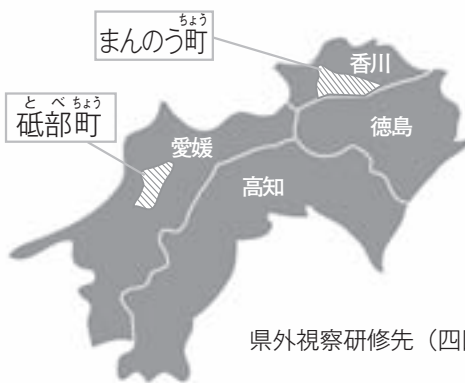 ちょう
まんのう町
香川
とべちょう
砥部町
愛媛
徳島
高知
県外視察研修先（四